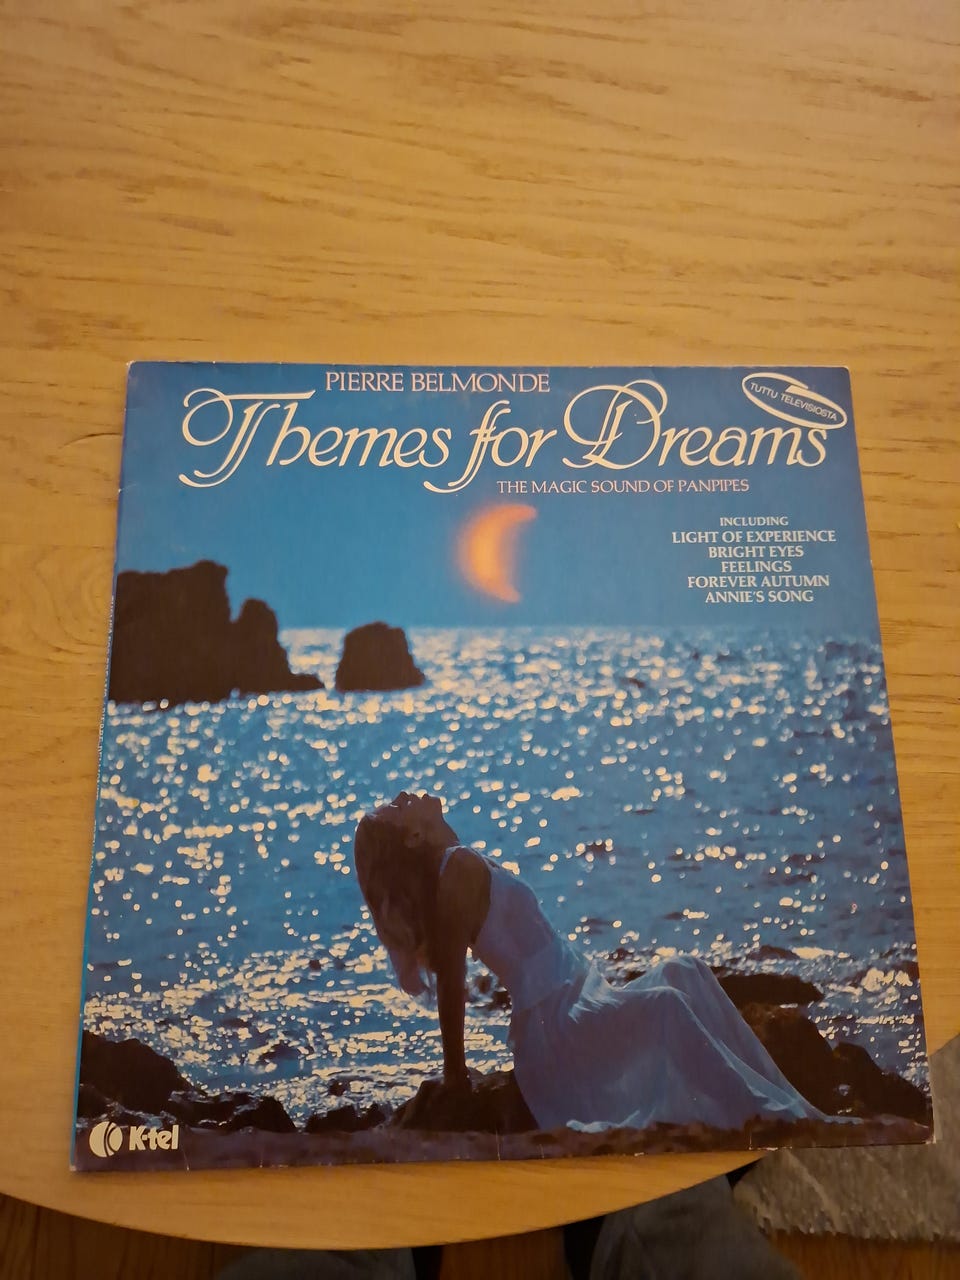 PIERRE BELMONDE
Themes for Dreams
TUTTU TELEVISIOSTA
THE MAGIC SOUND OF PANPIPES
INCLUDING
LIGHT OF EXPERIENCE
BRIGHT EYES
FEELINGS
FOREVER AUTUMN
ANNIE'S SONG
K-tel